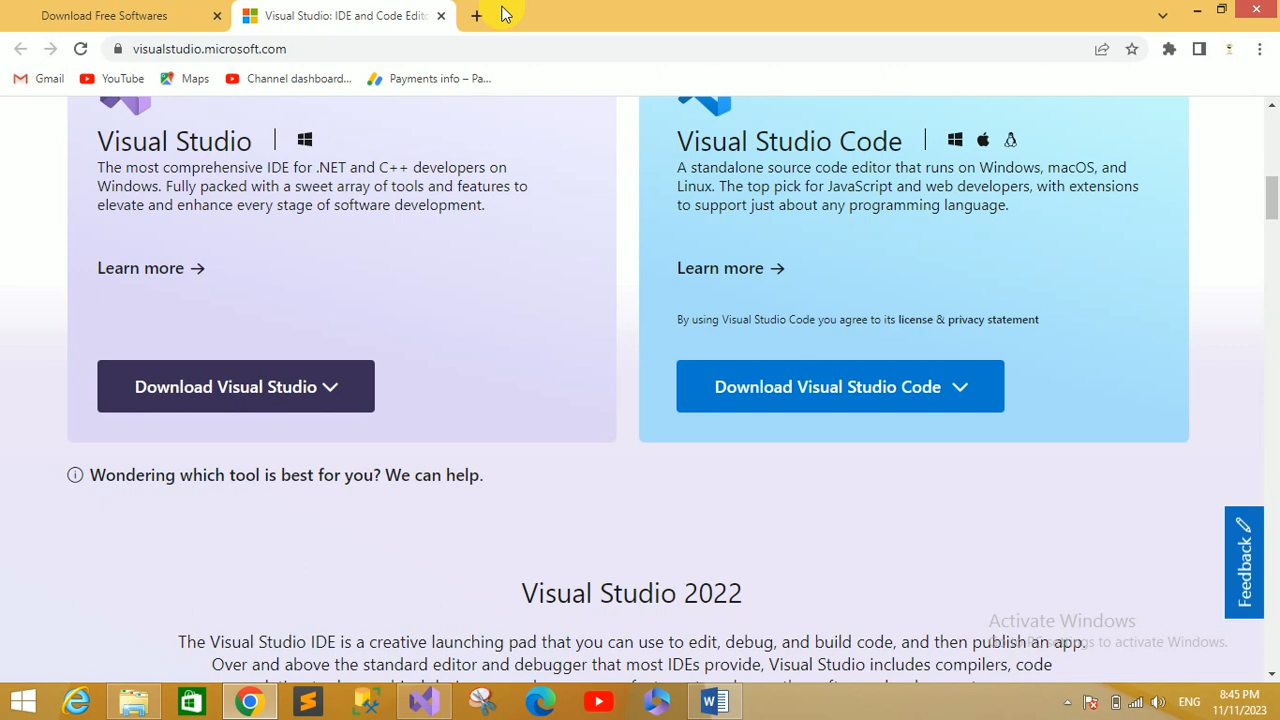 Download Free Softwares
Visual Studio: IDE and Code Edito
visualstudio.microsoft.com
Gmail
YouTube
Maps
Channel dashboard...
Payments info – Pa...
Visual Studio
The most comprehensive IDE for .NET and C++ developers on
Windows. Fully packed with a sweet array of tools and features to
elevate and enhance every stage of software development.
Learn more →
Download Visual Studio
Visual Studio Code
A standalone source code editor that runs on Windows, macOS, and
Linux. The top pick for JavaScript and web developers, with extensions
to support just about any programming language.
Learn more →
By using Visual Studio Code you agree to its license & privacy statement
Download Visual Studio Code
Wondering which tool is best for you? We can help.
Feedback
Visual Studio 2022
The Visual Studio IDE is a creative launching pad that you can use to edit, debug, and build code, and then publish an app.
Over and above the standard editor and debugger that most IDEs provide, Visual Studio includes compilers, code
Activate Windows
settings to activate Windows.
ENG
8:45 PM
11/11/2023